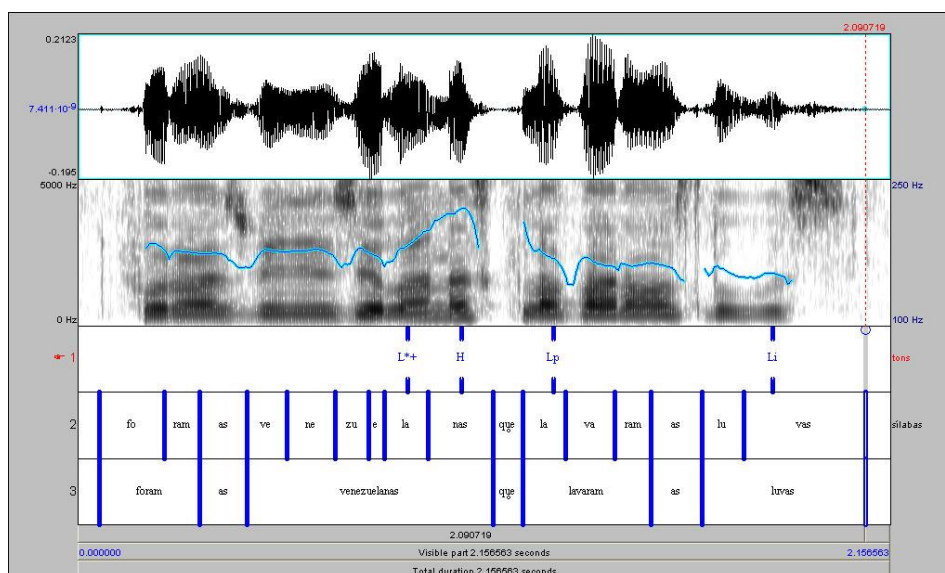 2.090719
0.2123
7.411·10-9
-0.195
5000 Hz 250 Hz
0 Hz 100 Hz
1 L*+ H Lp Li tons
2 fo ram as ve ne zu e la nas que la va ram as lu vas sílabas
3 foram as venezuelanas que lavaram as luvas
2.090719
0.000000 Visible part 2.156563 seconds 2.156563
Total duration 2.156563 seconds